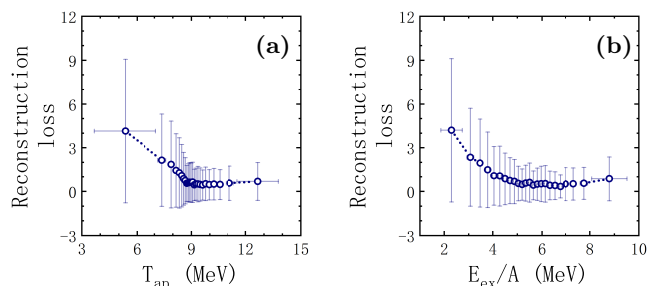 Reconstruction
loss
12
9
6
3
0
-3
(a)
3
6
9
12
15
T_ap (MeV)
Reconstruction
loss
12
9
6
3
0
-3
(b)
2
4
6
8
10
E_ex/A (MeV)